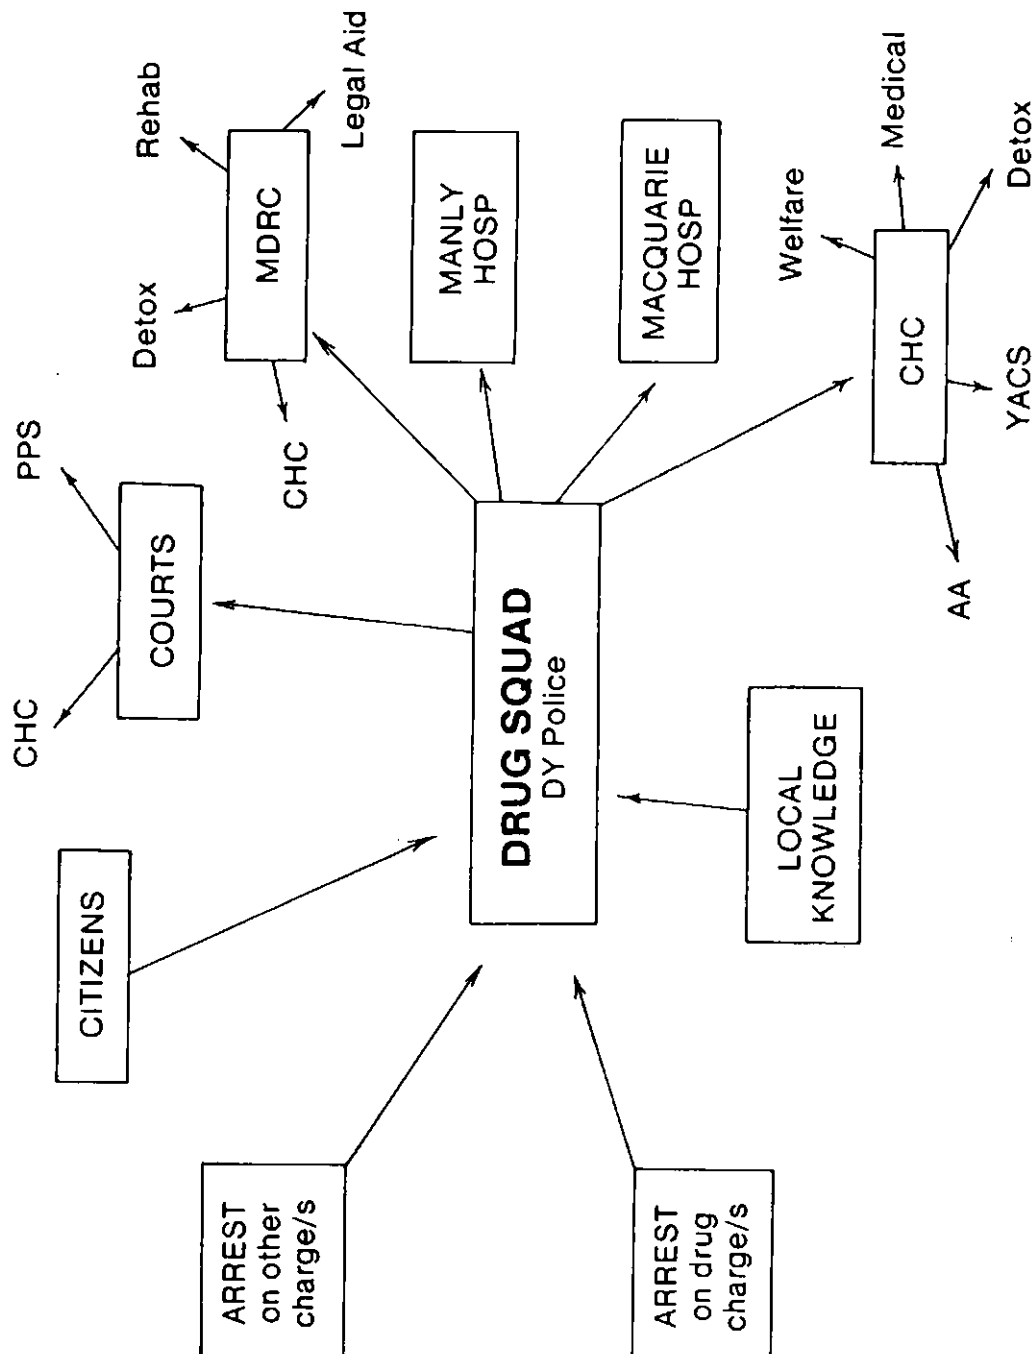 ARREST
on other
charge/s
ARREST
on drug
charge/s
CITIZENS
LOCAL
KNOWLEDGE
DRUG SQUAD
DY Police
COURTS
CHC
PPS
MDRC
CHC
Detox
Rehab
Legal Aid
MANLY
HOSP
MACQUARIE
HOSP
CHC
AA
YACS
Welfare
Medical
Detox